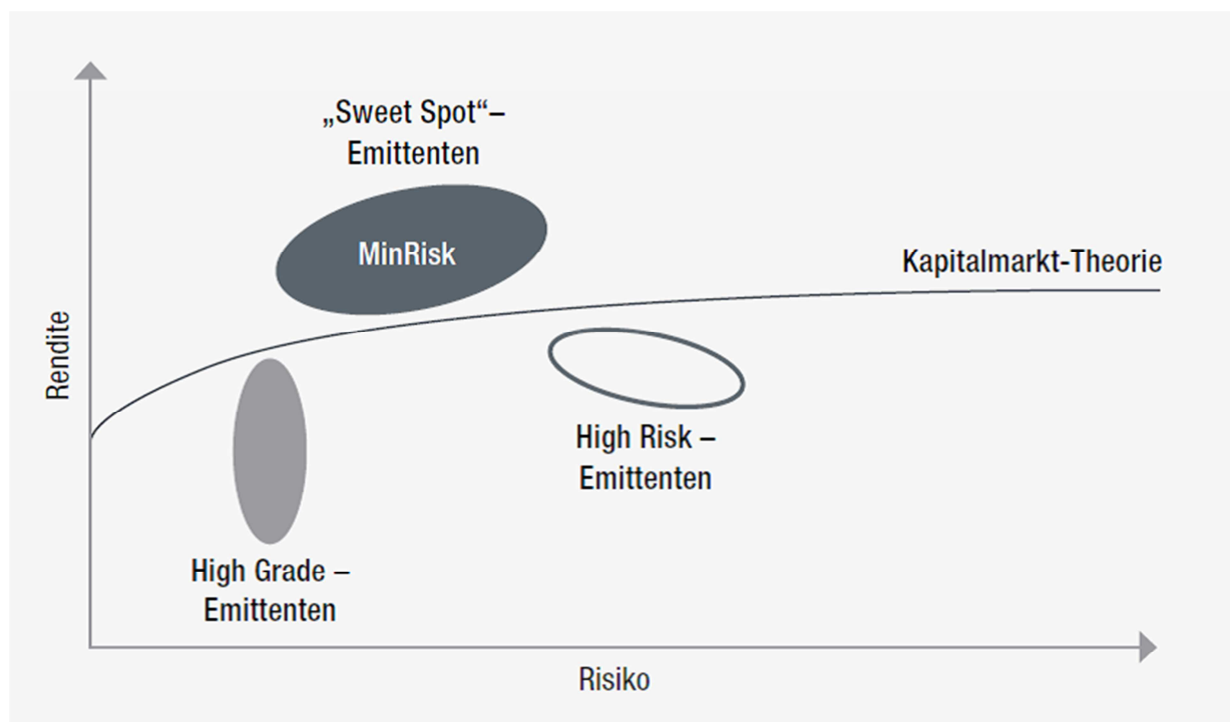 „Sweet Spot“–
Emittenten
MinRisk
Kapitalmarkt-Theorie
Rendite
High Risk –
Emittenten
High Grade –
Emittenten
Risiko